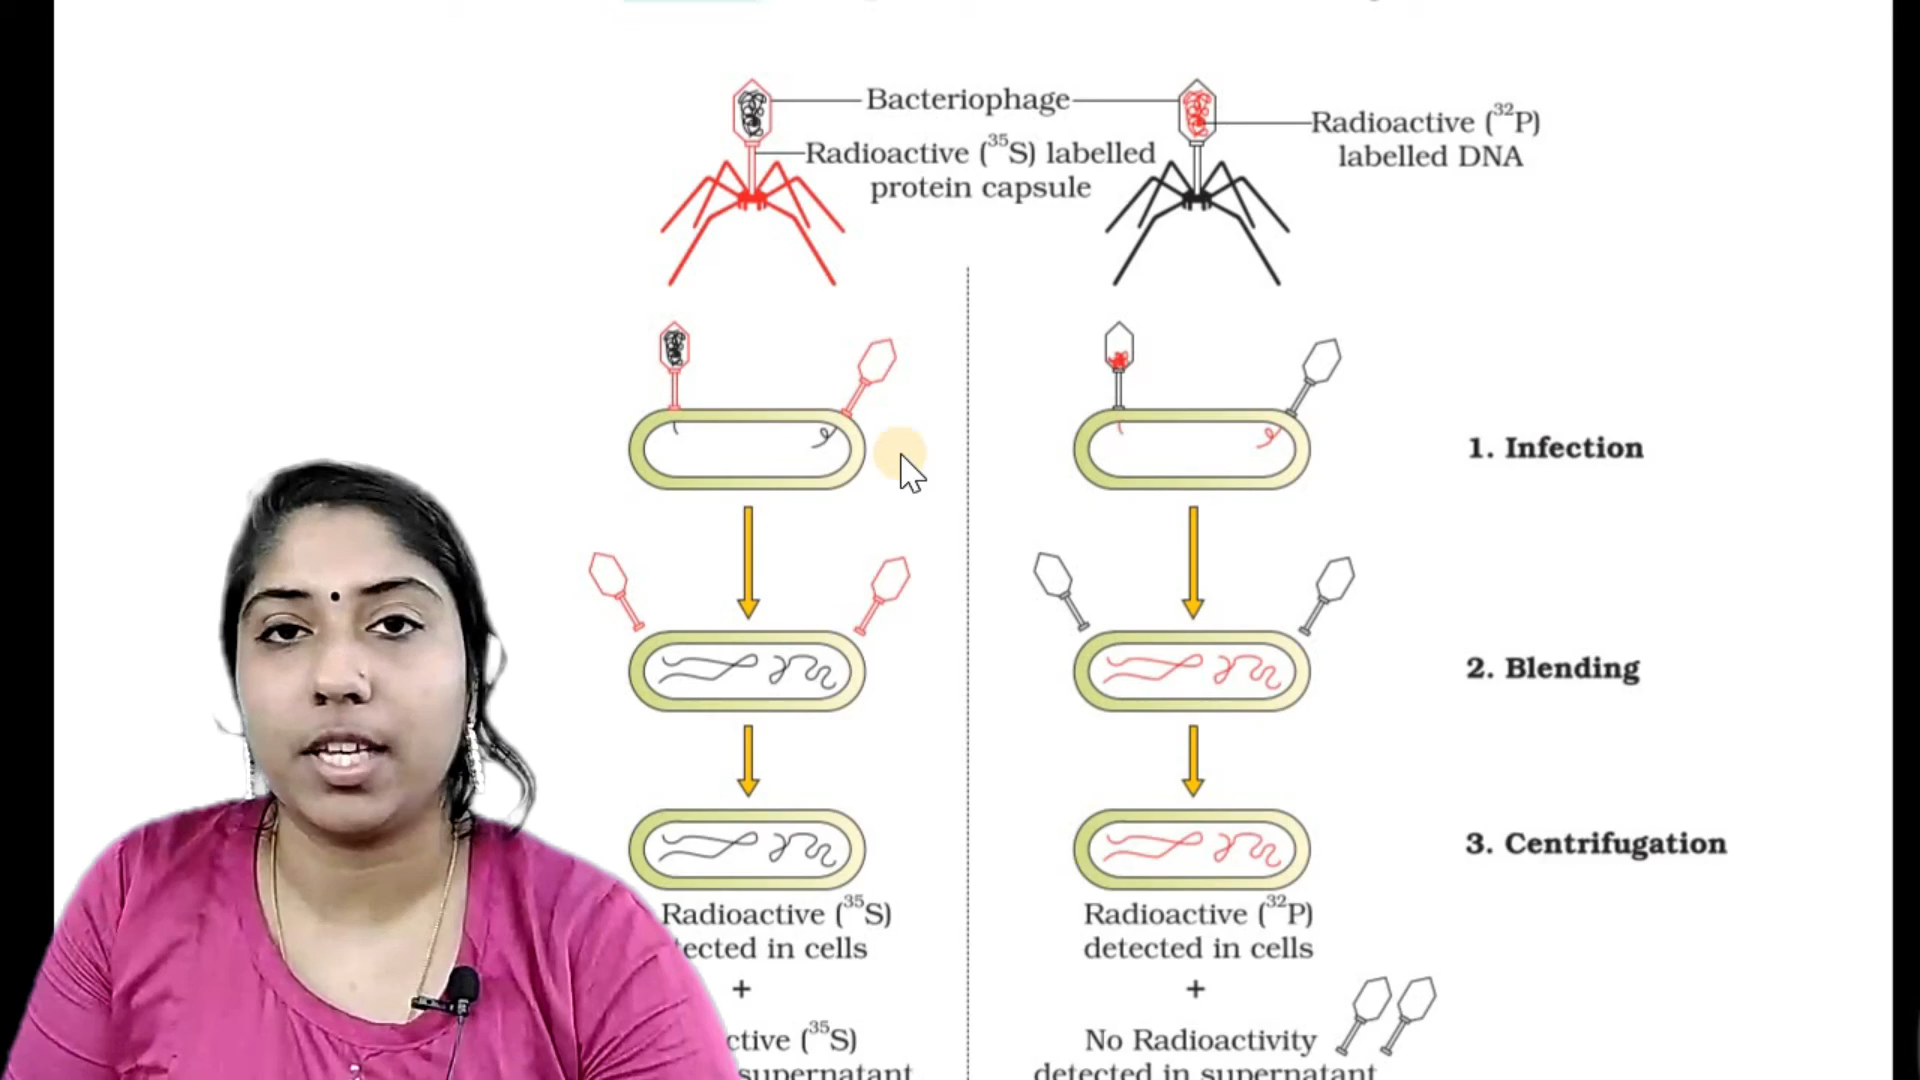 Bacteriophage
Radioactive (³²P)
labelled DNA
Radioactive (³⁵S) labelled
protein capsule
1. Infection
2. Blending
3. Centrifugation
Radioactive (³⁵S)
tected in cells
+
ctive (³⁵S)
supernatant
Radioactive (³²P)
detected in cells
+
No Radioactivity
detected in supernatant